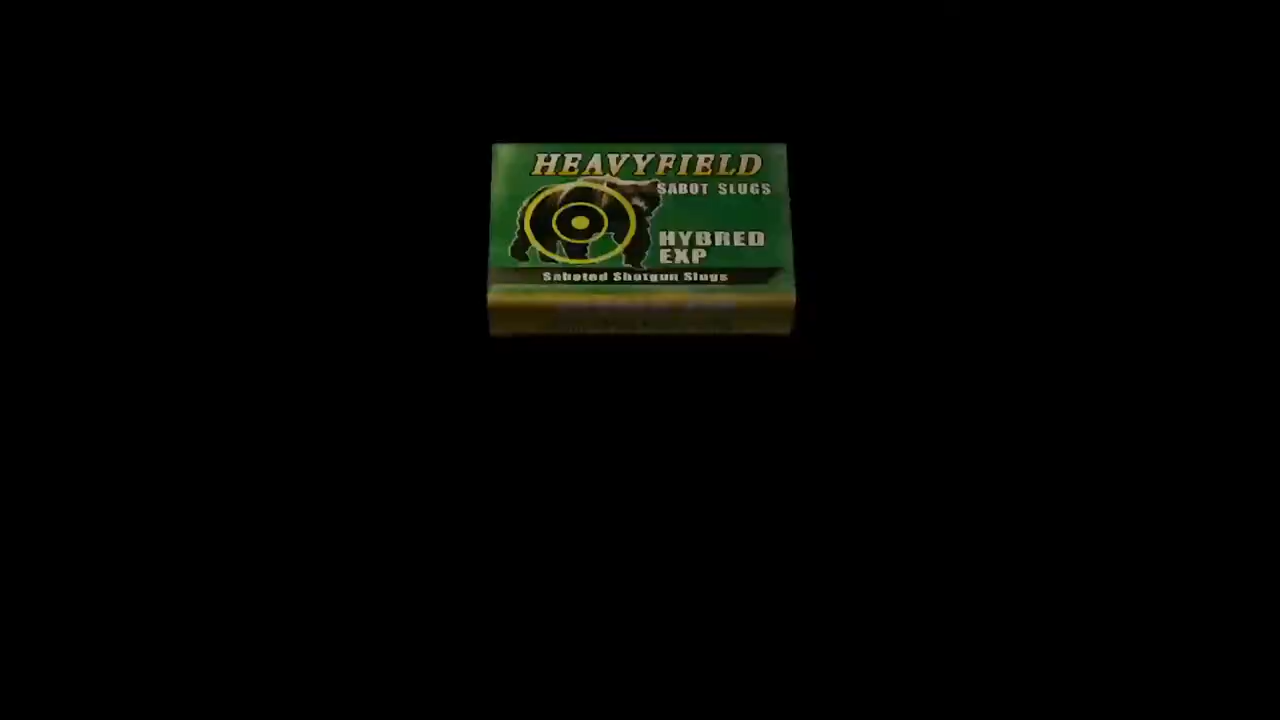 HEAVYFIELD
SABOT SLUGS
HYBRED
EXP
Saboted Shotgun Slugs